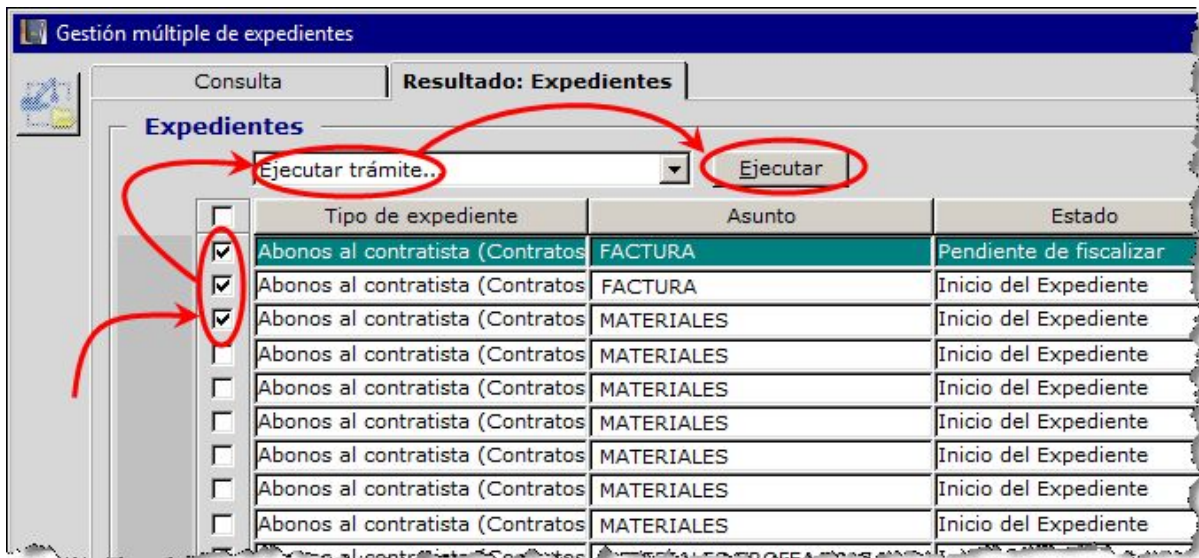 Gestión múltiple de expedientes
Consulta Resultado: Expedientes
Expedientes
Ejecutar trámite... Ejecutar
Tipo de expediente Asunto Estado
Abonos al contratista (Contratos FACTURA Pendiente de fiscalizar
Abonos al contratista (Contratos FACTURA Inicio del Expediente
Abonos al contratista (Contratos MATERIALES Inicio del Expediente
Abonos al contratista (Contratos MATERIALES Inicio del Expediente
Abonos al contratista (Contratos MATERIALES Inicio del Expediente
Abonos al contratista (Contratos MATERIALES Inicio del Expediente
Abonos al contratista (Contratos MATERIALES Inicio del Expediente
Abonos al contratista (Contratos MATERIALES Inicio del Expediente
Abonos al contratista (Contratos MATERIALES Inicio del Expediente